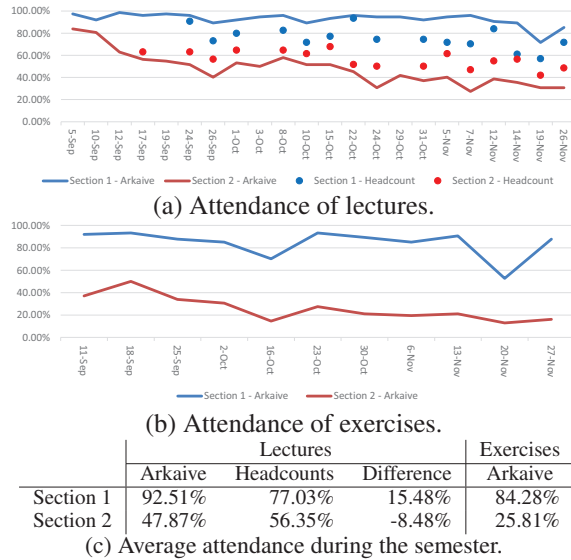 100.00%
80.00%
60.00%
40.00%
20.00%
0.00%
5-Sep 10-Sep 12-Sep 17-Sep 19-Sep 24-Sep 26-Sep 1-Oct 3-Oct 8-Oct 10-Oct 15-Oct 17-Oct 22-Oct 24-Oct 29-Oct 31-Oct 5-Nov 7-Nov 12-Nov 14-Nov 19-Nov 26-Nov
Section 1 - Arkaive Section 2 - Arkaive Section 1 - Headcount Section 2 - Headcount
(a) Attendance of lectures.
100.00%
80.00%
60.00%
40.00%
20.00%
0.00%
11-Sep 18-Sep 25-Sep 2-Oct 16-Oct 23-Oct 30-Oct 6-Nov 13-Nov 20-Nov 27-Nov
Section 1 - Arkaive Section 2 - Arkaive
(b) Attendance of exercises.
Lectures Exercises
Arkaive Headcounts Difference Arkaive
Section 1 92.51% 77.03% 15.48% 84.28%
Section 2 47.87% 56.35% -8.48% 25.81%
(c) Average attendance during the semester.